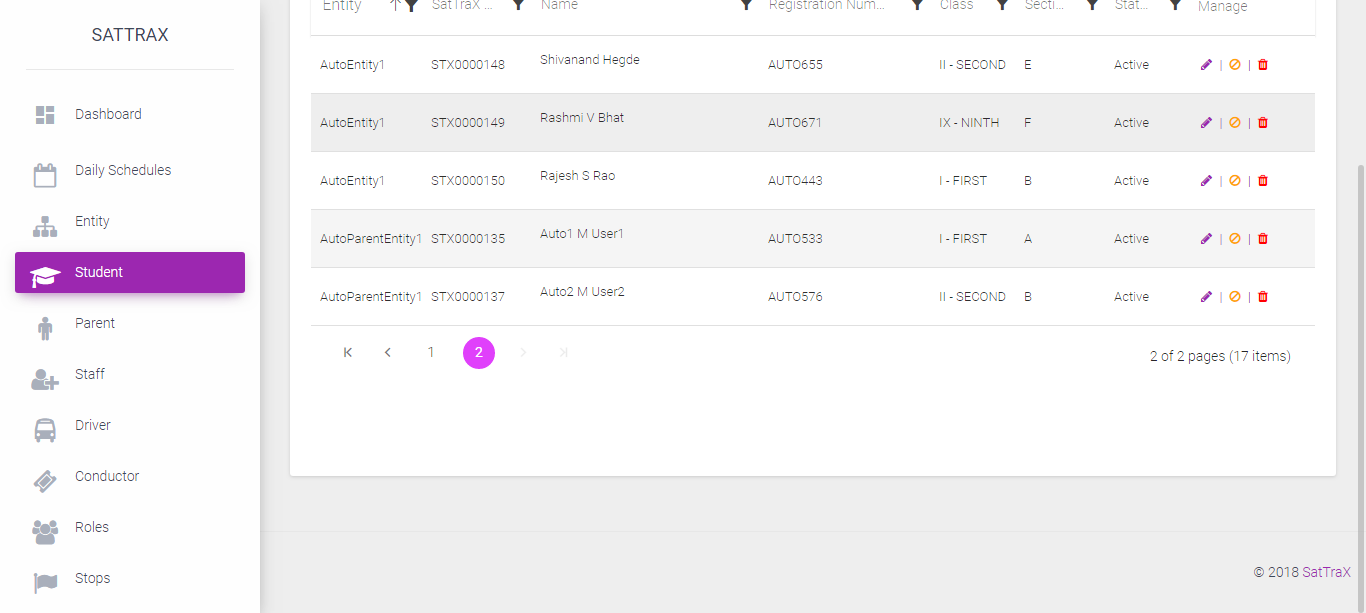 SATTRAX
Dashboard
Daily Schedules
Entity
Student
Parent
Staff
Driver
Conductor
Roles
Stops
Entity SatTraX ... Name Registration Num... Class Secti... Stat... Manage
AutoEntity1 STX0000148 Shivanand Hegde AUTO655 II - SECOND E Active | |
AutoEntity1 STX0000149 Rashmi V Bhat AUTO671 IX - NINTH F Active | |
AutoEntity1 STX0000150 Rajesh S Rao AUTO443 I - FIRST B Active | |
AutoParentEntity1 STX0000135 Auto1 M User1 AUTO533 I - FIRST A Active | |
AutoParentEntity1 STX0000137 Auto2 M User2 AUTO576 II - SECOND B Active | |
1 2 2 of 2 pages (17 items)
© 2018 SatTraX